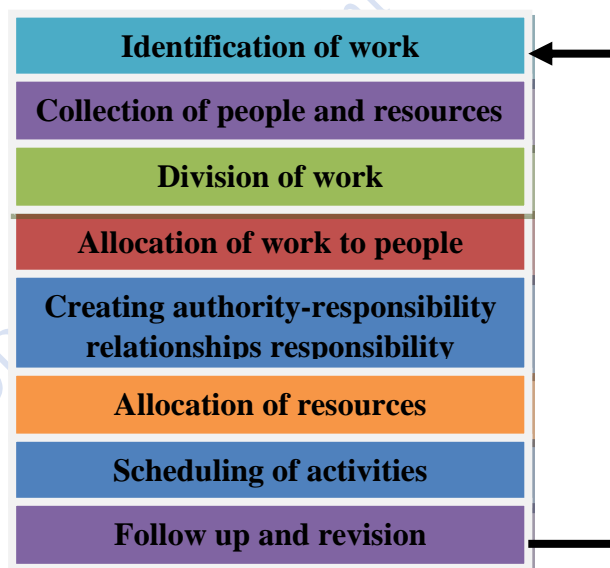 Identification of work
Collection of people and resources
Division of work
Allocation of work to people
Creating authority-responsibility
relationships responsibility
Allocation of resources
Scheduling of activities
Follow up and revision